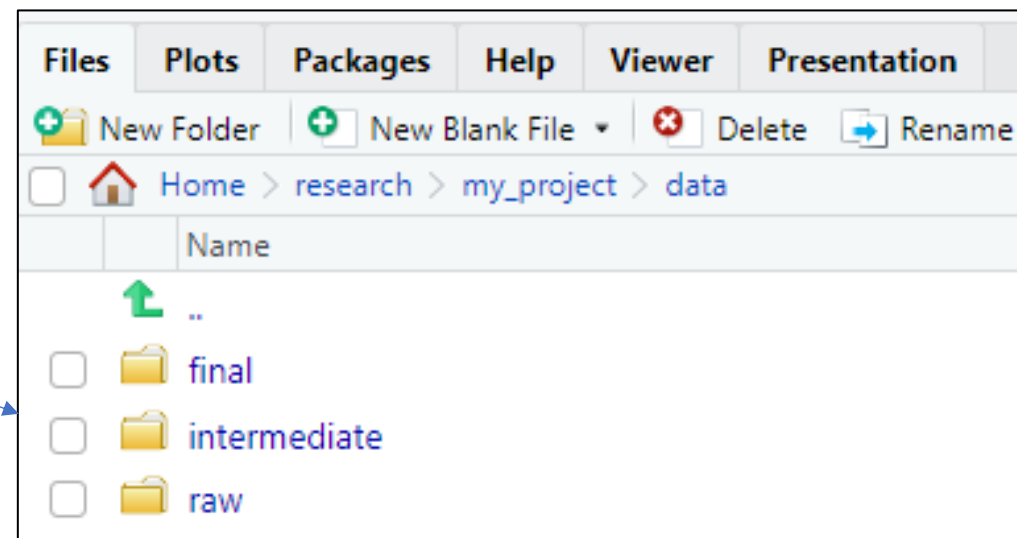 Files Plots Packages Help Viewer Presentation
New Folder New Blank File Delete Rename
Home > research > my_project > data
Name
..
final
intermediate
raw